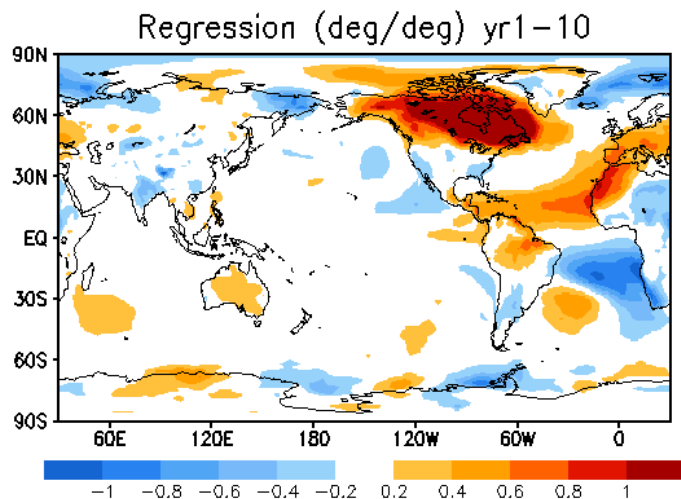 Regression (deg/deg) yr1-10
90N
60N
30N
EQ
30S
60S
90S
60E 120E 180 120W 60W 0
-1 -0.8 -0.6 -0.4 -0.2 0.2 0.4 0.6 0.8 1